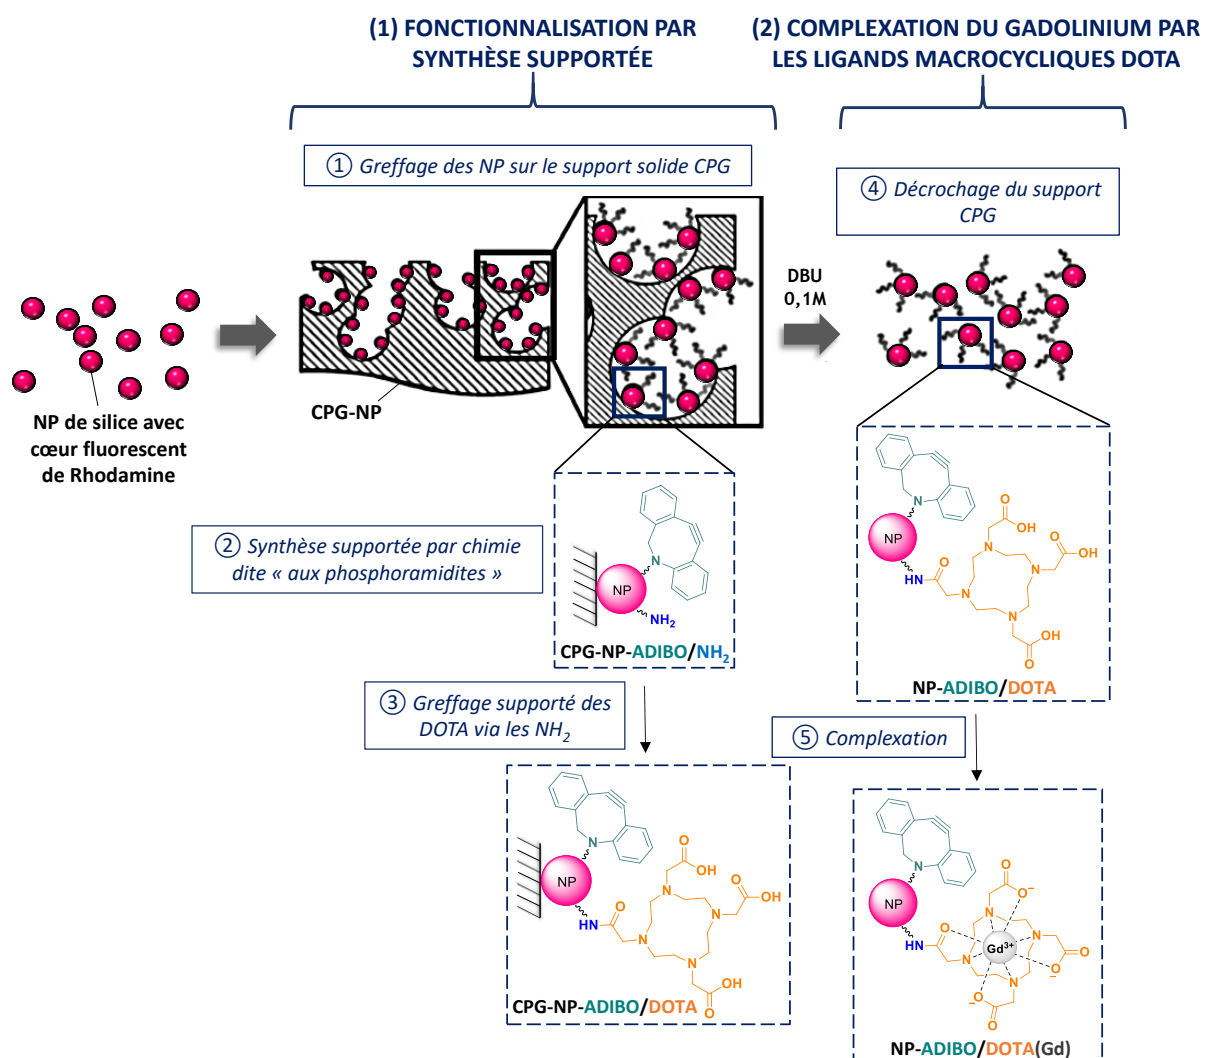 (1) FONCTIONNALISATION PAR
SYNTHÈSE SUPPORTÉE
(2) COMPLEXATION DU GADOLINIUM PAR
LES LIGANDS MACROCYCLIQUES DOTA
① Greffage des NP sur le support solide CPG
④ Décrochage du support
CPG
DBU
0,1M
CPG-NP
NP de silice avec
cœur fluorescent
de Rhodamine
② Synthèse supportée par chimie
dite « aux phosphoramidites »
N
NP
NH₂
CPG-NP-ADIBO/NH₂
N
NP
HN
O
N
N
N
N
O
OH
O
OH
OH
O
NP-ADIBO/DOTA
③ Greffage supporté des
DOTA via les NH₂
⑤ Complexation
N
NP
HN
O
N
N
N
N
O
OH
O
OH
OH
O
CPG-NP-ADIBO/DOTA
N
NP
HN
O
N
N
N
N
Gd³⁺
O
O⁻
O
O⁻
O⁻
O
NP-ADIBO/DOTA(Gd)